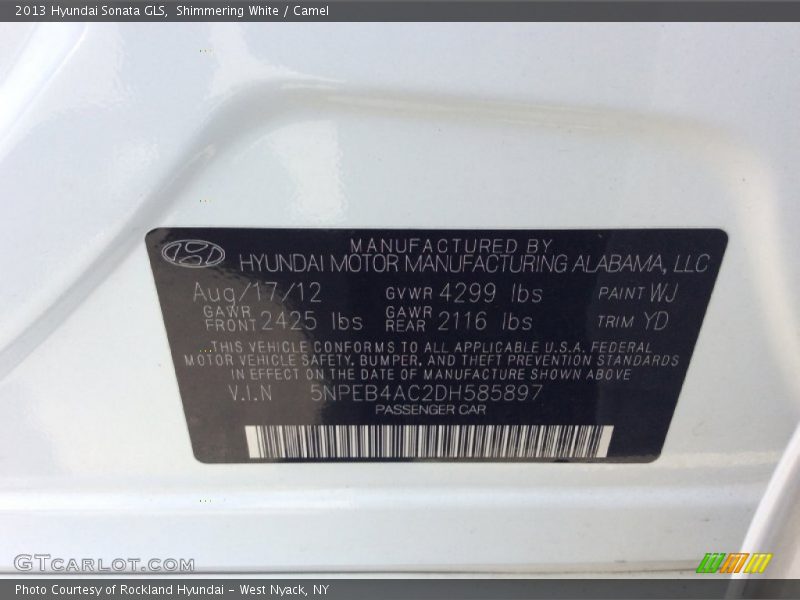 2013 Hyundai Sonata GLS, Shimmering White / Camel
MANUFACTURED BY
HYUNDAI MOTOR MANUFACTURING ALABAMA, LLC
Aug/17/12 GVWR 4299 lbs PAINT WJ
GAWR FRONT 2425 lbs GAWR REAR 2116 lbs TRIM YD
THIS VEHICLE CONFORMS TO ALL APPLICABLE U.S.A. FEDERAL
MOTOR VEHICLE SAFETY, BUMPER, AND THEFT PREVENTION STANDARDS
IN EFFECT ON THE DATE OF MANUFACTURE SHOWN ABOVE
V.I.N 5NPEB4AC2DH585897
PASSENGER CAR
GTCARLOT.COM
Photo Courtesy of Rockland Hyundai - West Nyack, NY